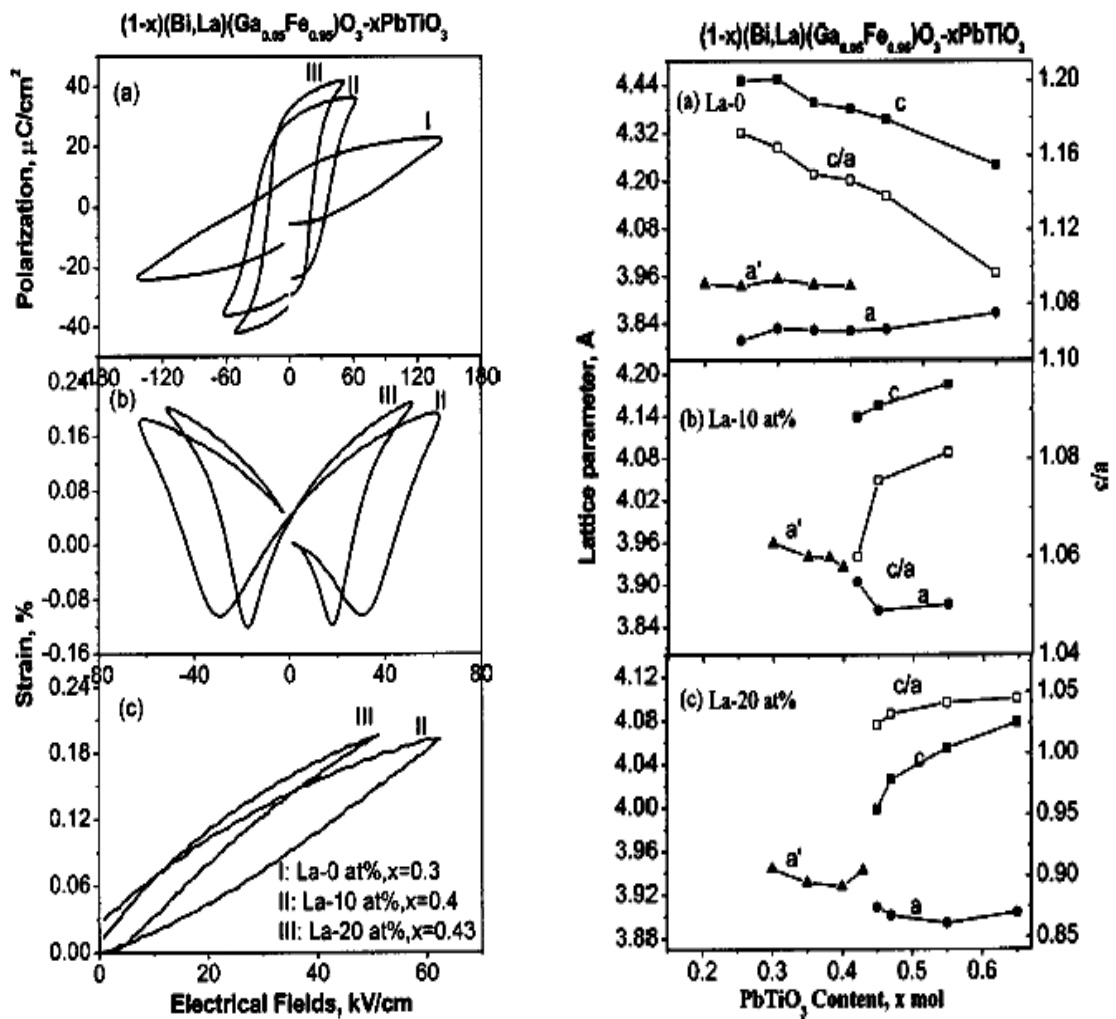 (1-x)(Bi,La)(Ga0.05Fe0.95)O3-xPbTiO3
(a)
III
II
I
Polarization, μC/cm2
40
20
0
-20
-40
-180
-120
-60
0
60
120
180
(b)
III
II
0.24
0.16
0.08
0.00
-0.08
-0.16
-80
-40
0
40
80
Strain, %
(c)
III
II
0.24
0.18
0.12
0.06
0.00
I: La-0 at%,x=0.3
II: La-10 at%,x=0.4
III: La-20 at%,x=0.43
0
20
40
60
Electrical Fields, kV/cm
(1-x)(Bi,La)(Ga0.05Fe0.95)O3-xPbTiO3
(a) La-0
c
c/a
a'
a
4.44
4.32
4.20
4.08
3.96
3.84
1.20
1.16
1.12
1.08
1.10
Lattice parameter, Å
c/a
(b) La-10 at%
c
a'
c/a
a
4.20
4.14
4.08
4.02
3.96
3.90
3.84
1.08
1.06
1.04
(c) La-20 at%
c/a
c
a'
a
4.12
4.08
4.04
4.00
3.96
3.92
3.88
1.05
1.00
0.95
0.90
0.85
0.2
0.3
0.4
0.5
0.6
PbTiO3 Content, x mol